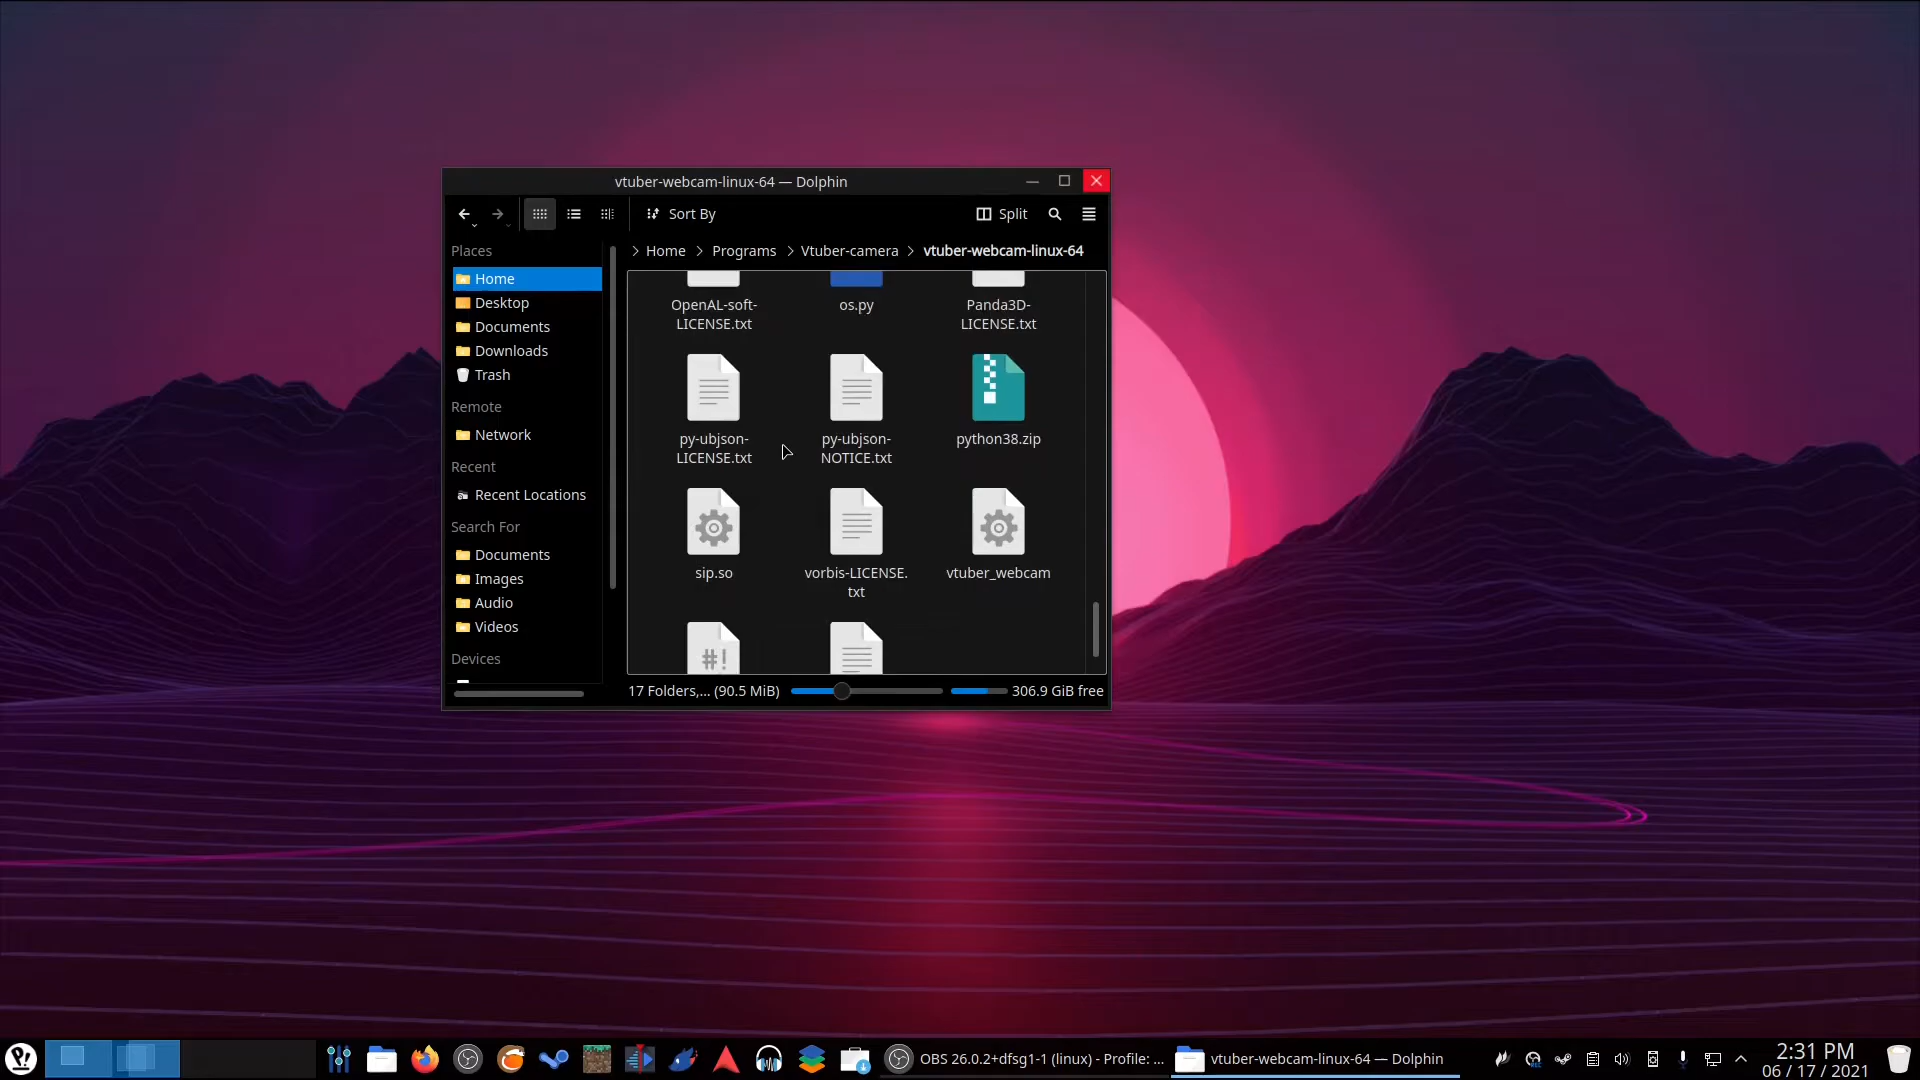 vtuber-webcam-linux-64 — Dolphin
Sort By
Split
Home
Programs
Vtuber-camera
vtuber-webcam-linux-64
Places
Home
Desktop
Documents
Downloads
Trash
Remote
Network
Recent
Recent Locations
Search For
Documents
Images
Audio
Videos
Devices
OpenAL-soft-
LICENSE.txt
os.py
Panda3D-
LICENSE.txt
py-ubjson-
LICENSE.txt
py-ubjson-
NOTICE.txt
python38.zip
sip.so
vorbis-LICENSE.
txt
vtuber_webcam
#!
17 Folders,... (90.5 MiB)
306.9 GiB free
OBS 26.0.2+dfsg1-1 (linux) - Profile: ...
vtuber-webcam-linux-64 — Dolphin
2:31 PM
06 / 17 / 2021